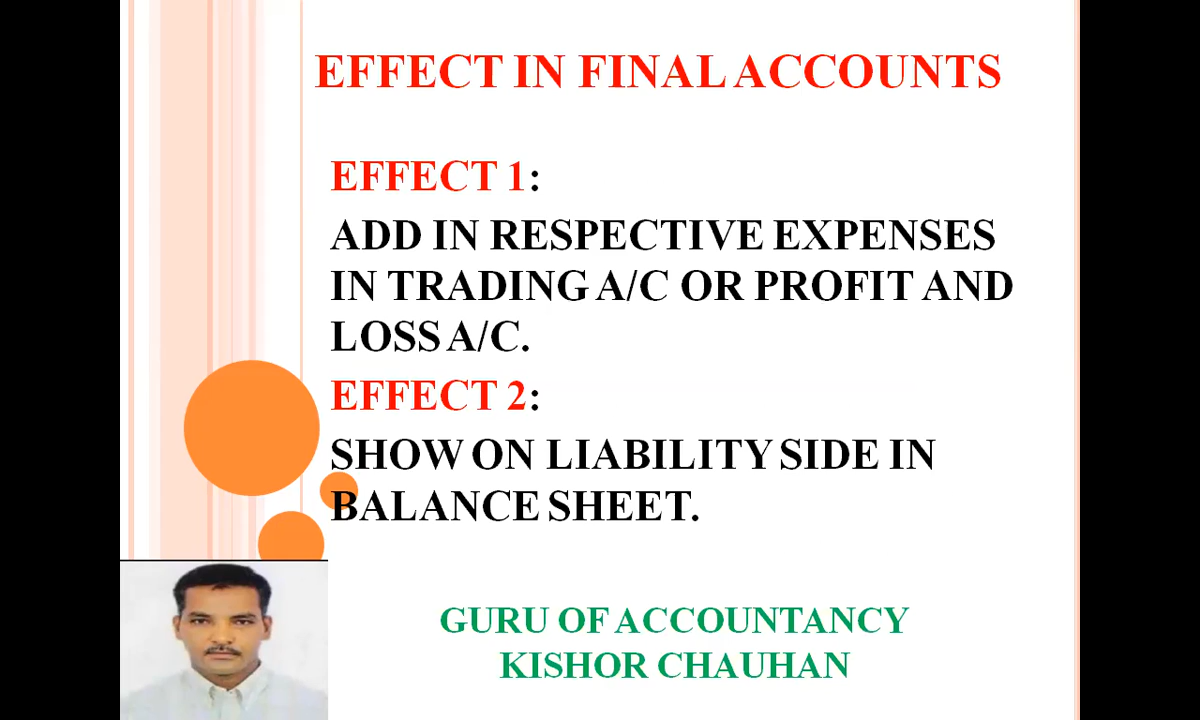 EFFECT IN FINAL ACCOUNTS
EFFECT 1:
ADD IN RESPECTIVE EXPENSES
IN TRADING A/C OR PROFIT AND
LOSS A/C.
EFFECT 2:
SHOW ON LIABILITY SIDE IN
BALANCE SHEET.
GURU OF ACCOUNTANCY
KISHOR CHAUHAN